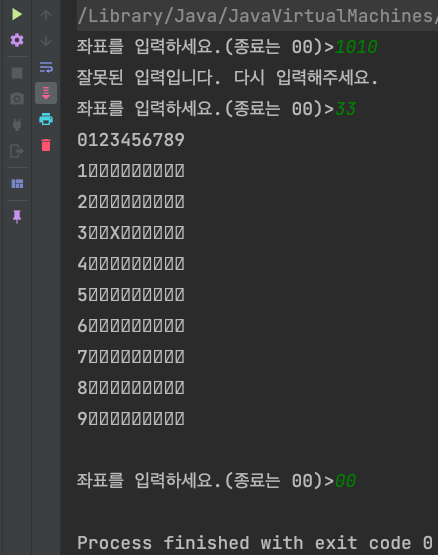 /Library/Java/JavaVirtualMachines/
좌표를 입력하세요.(종료는 00)>1010
잘못된 입력입니다. 다시 입력해주세요.
좌표를 입력하세요.(종료는 00)>33
0123456789
1􏿿􏿿􏿿􏿿􏿿􏿿􏿿􏿿􏿿
2􏿿􏿿􏿿􏿿􏿿􏿿􏿿􏿿􏿿
3􏿿􏿿X􏿿􏿿􏿿􏿿􏿿􏿿
4􏿿􏿿􏿿􏿿􏿿􏿿􏿿􏿿􏿿
5􏿿􏿿􏿿􏿿􏿿􏿿􏿿􏿿􏿿
6􏿿􏿿􏿿􏿿􏿿􏿿􏿿􏿿􏿿
7􏿿􏿿􏿿􏿿􏿿􏿿􏿿􏿿􏿿
8􏿿􏿿􏿿􏿿􏿿􏿿􏿿􏿿􏿿
9􏿿􏿿􏿿􏿿􏿿􏿿􏿿􏿿􏿿
좌표를 입력하세요.(종료는 00)>00
Process finished with exit code 0